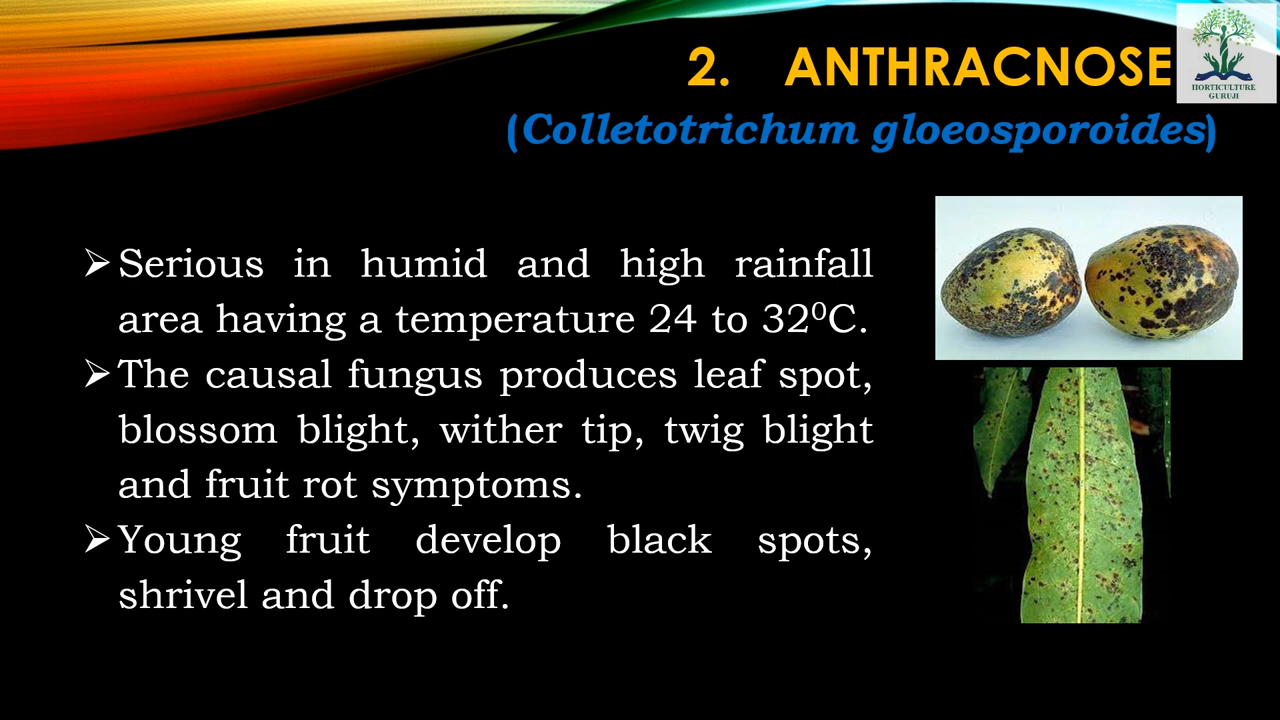 2. ANTHRACNOSE
(Colletotrichum gloeosporoides)
HORTICULTURE
GURUJI
➢Serious in humid and high rainfall
area having a temperature 24 to 32⁰C.
➢The causal fungus produces leaf spot,
blossom blight, wither tip, twig blight
and fruit rot symptoms.
➢Young fruit develop black spots,
shrivel and drop off.